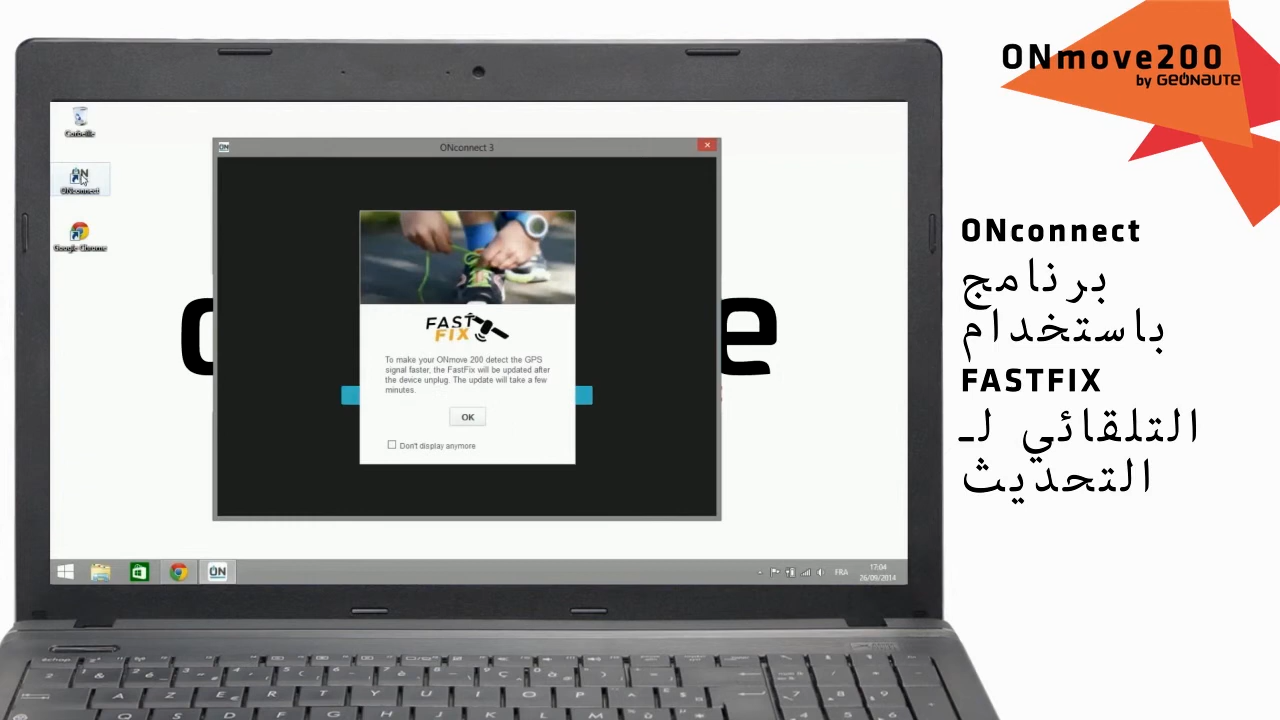 ONmove200
by GEONAUTE
ONconnect
برنامج
باستخدام
FASTFIX
التلقائي لـ
التحديث
Corbeille
ONconnect
Google Chrome
ONconnect 3
FAST
FIX
To make your ONmove 200 detect the GPS
signal faster, the FastFix will be updated after
the device unplug. The update will take a few
minutes.
OK
Don't display anymore
e
ON
FRA
17:04
26/09/2014
A Z E R T Y U I O P
Q S D F G H J K L M